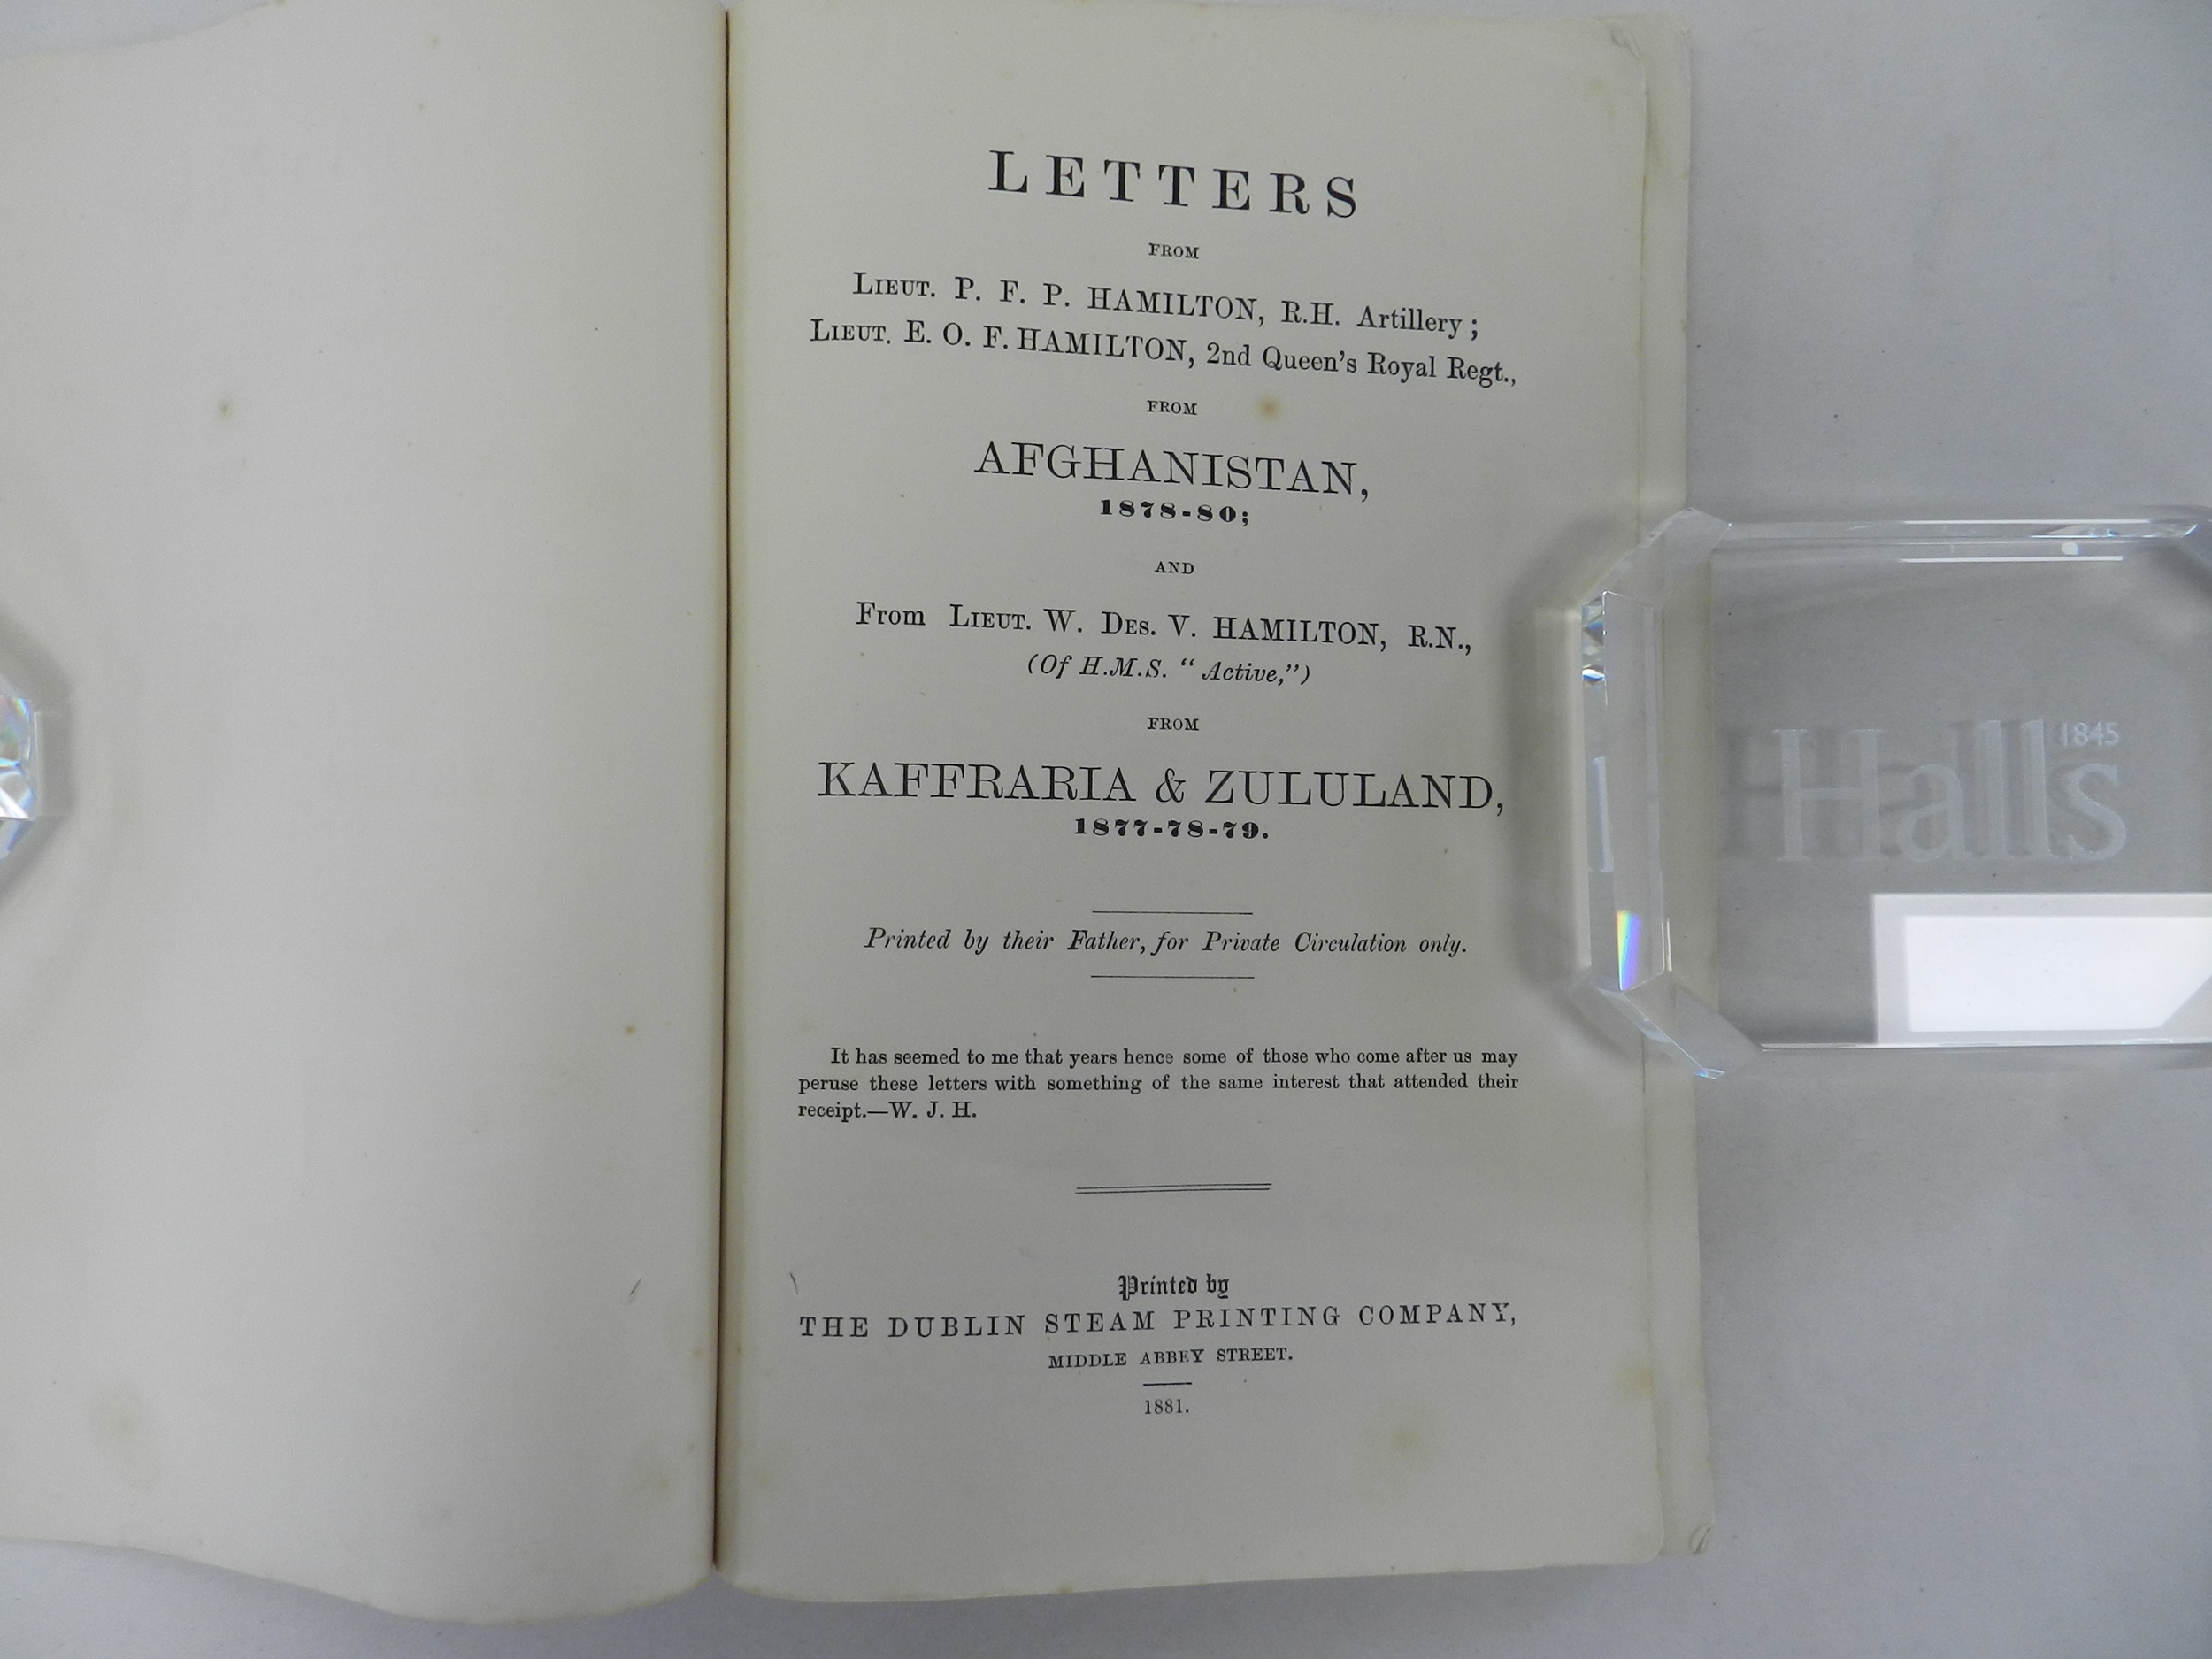 LETTERS
FROM
LIEUT. P. F. P. HAMILTON, R.H. Artillery;
LIEUT. E. O. F. HAMILTON, 2nd Queen's Royal Regt.,
FROM
AFGHANISTAN,
1878-80;
AND
From LIEUT. W. DES. V. HAMILTON, R.N.,
(Of H.M.S. “Active,”)
FROM
KAFFRARIA & ZULULAND,
1877-78-79.
Printed by their Father, for Private Circulation only.
It has seemed to me that years hence some of those who come after us may
peruse these letters with something of the same interest that attended their
receipt.—W. J. H.
Printed by
THE DUBLIN STEAM PRINTING COMPANY,
MIDDLE ABBEY STREET.
1881.
Halls 1845